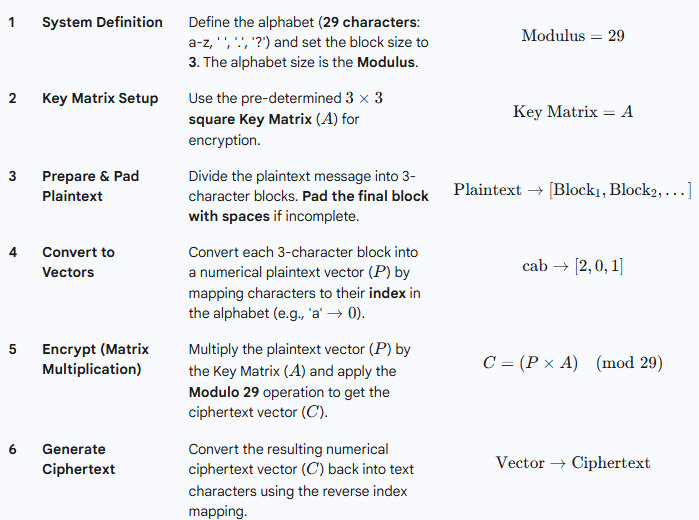 1 System Definition Define the alphabet (29 characters: Modulus = 29
a-z, ' ', '.', '?') and set the block size to
3. The alphabet size is the Modulus.
2 Key Matrix Setup Use the pre-determined 3 × 3 Key Matrix = A
square Key Matrix (A) for
encryption.
3 Prepare & Pad Divide the plaintext message into 3- Plaintext → [Block₁, Block₂, …]
Plaintext character blocks. Pad the final block
with spaces if incomplete.
4 Convert to Convert each 3-character block into cab → [2, 0, 1]
Vectors a numerical plaintext vector (P) by
mapping characters to their index in
the alphabet (e.g., 'a' → 0).
5 Encrypt (Matrix Multiply the plaintext vector (P) by C = (P × A) (mod 29)
Multiplication) the Key Matrix (A) and apply the
Modulo 29 operation to get the
ciphertext vector (C).
6 Generate Convert the resulting numerical Vector → Ciphertext
Ciphertext ciphertext vector (C) back into text
characters using the reverse index
mapping.